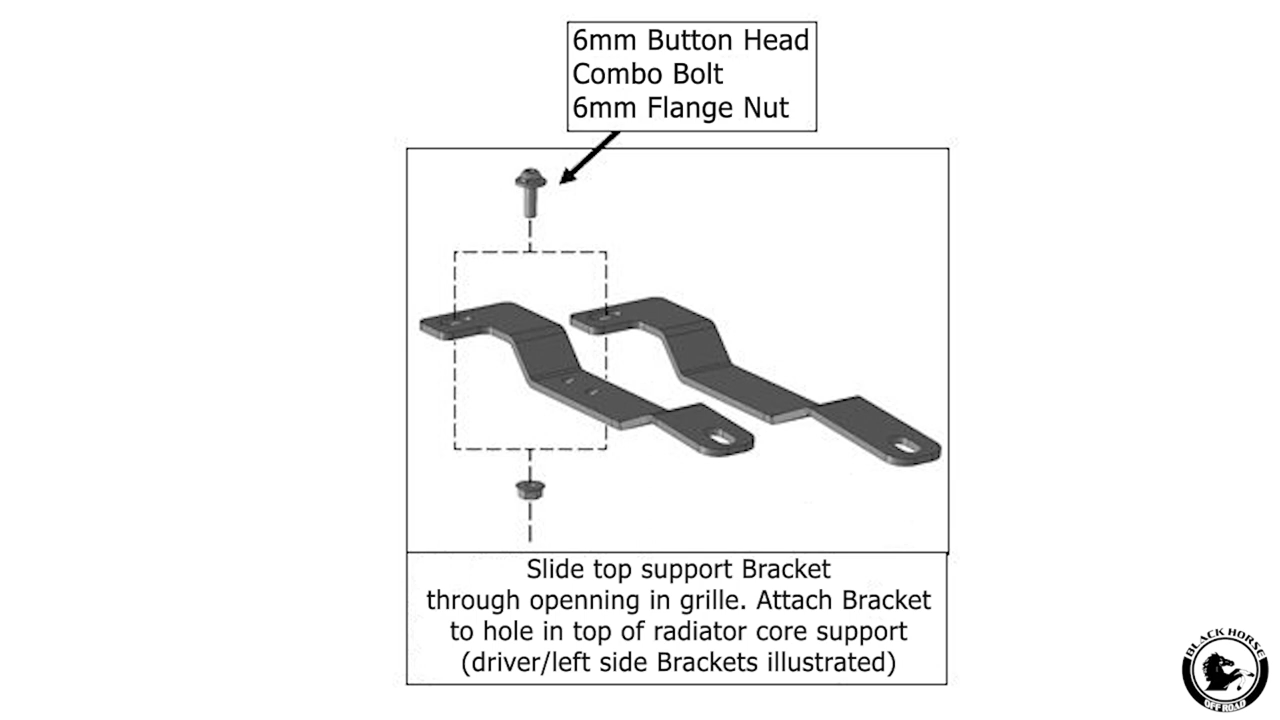 6mm Button Head
Combo Bolt
6mm Flange Nut
Slide top support Bracket
through openning in grille. Attach Bracket
to hole in top of radiator core support
(driver/left side Brackets illustrated)
BLACK HORSE
OFF ROAD